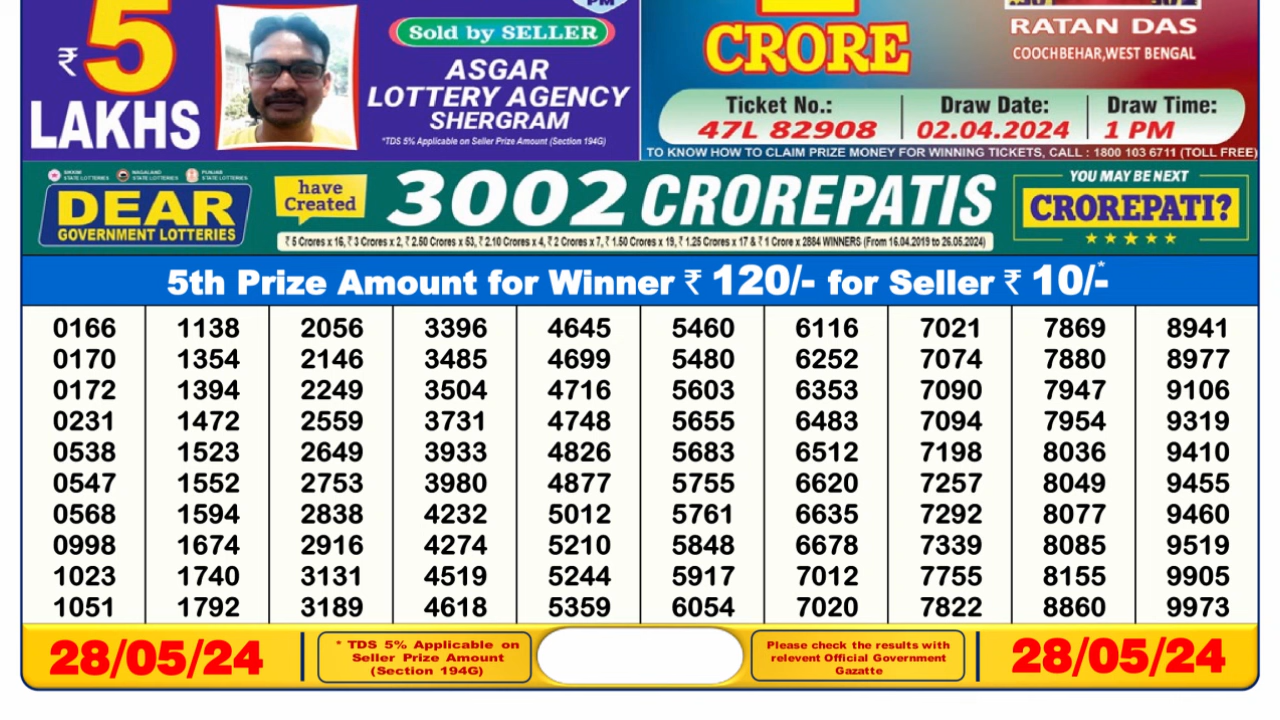 PM
₹ 5
LAKHS
Sold by SELLER
ASGAR
LOTTERY AGENCY
SHERGRAM
*TDS 5% Applicable on Seller Prize Amount (Section 194G)
CRORE
RATAN DAS
COOCHBEHAR,WEST BENGAL
Ticket No.: Draw Date: Draw Time:
47L 82908 02.04.2024 1 PM
TO KNOW HOW TO CLAIM PRIZE MONEY FOR WINNING TICKETS, CALL : 1800 103 6711 (TOLL FREE)
SIKKIM STATE LOTTERIES NAGALAND STATE LOTTERIES PUNJAB STATE LOTTERIES
DEAR
GOVERNMENT LOTTERIES
have
Created
3002 CROREPATIS
₹ 5 Crores x 16, ₹ 3 Crores x 2, ₹ 2.50 Crores x 53, ₹ 2.10 Crores x 4, ₹ 2 Crores x 7, ₹ 1.50 Crores x 19, ₹ 1.25 Crores x 17 & ₹ 1 Crore x 2884 WINNERS (From 16.04.2019 to 26.05.2024)
YOU MAY BE NEXT
CROREPATI?
5th Prize Amount for Winner ₹ 120/- for Seller ₹ 10/-*
0166 1138 2056 3396 4645 5460 6116 7021 7869 8941
0170 1354 2146 3485 4699 5480 6252 7074 7880 8977
0172 1394 2249 3504 4716 5603 6353 7090 7947 9106
0231 1472 2559 3731 4748 5655 6483 7094 7954 9319
0538 1523 2649 3933 4826 5683 6512 7198 8036 9410
0547 1552 2753 3980 4877 5755 6620 7257 8049 9455
0568 1594 2838 4232 5012 5761 6635 7292 8077 9460
0998 1674 2916 4274 5210 5848 6678 7339 8085 9519
1023 1740 3131 4519 5244 5917 7012 7755 8155 9905
1051 1792 3189 4618 5359 6054 7020 7822 8860 9973
28/05/24
* TDS 5% Applicable on
Seller Prize Amount
(Section 194G)
Please check the results with
relevent Official Government
Gazatte
28/05/24